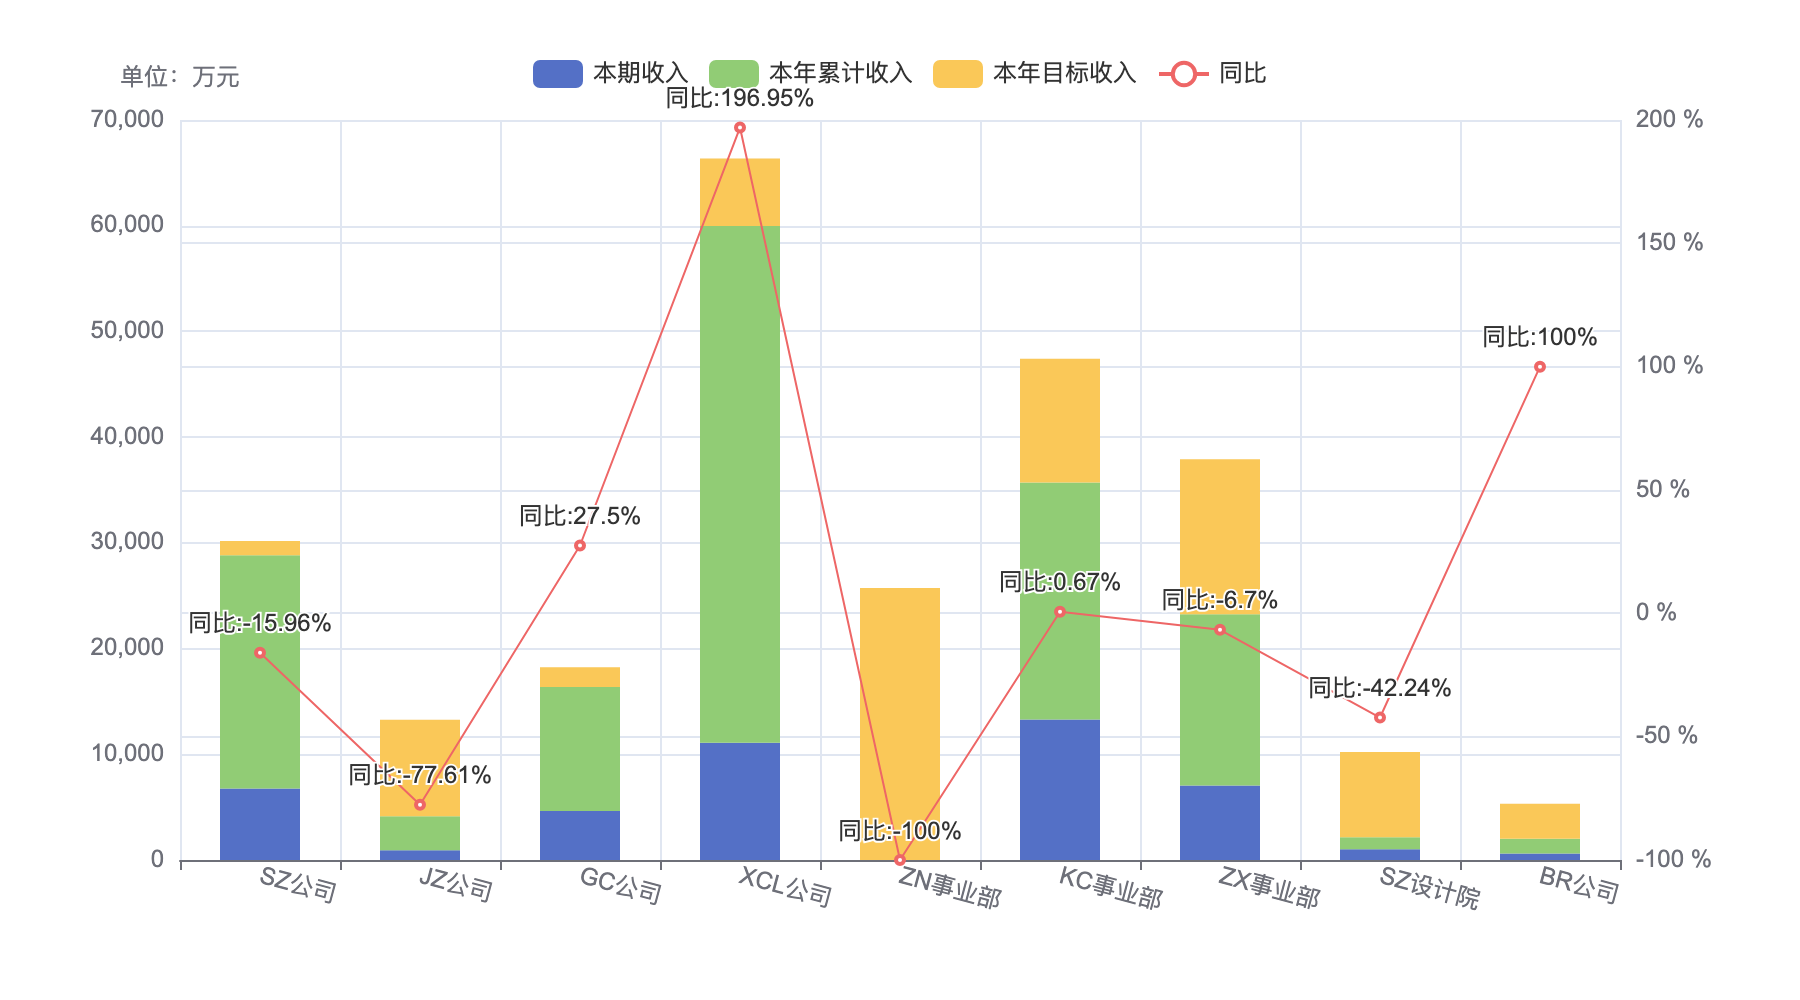 单位：万元
本期收入
本年累计收入
本年目标收入
同比
70,000
60,000
50,000
40,000
30,000
20,000
10,000
0
200 %
150 %
100 %
50 %
0 %
-50 %
-100 %
同比:-15.96%
同比:-77.61%
同比:27.5%
同比:196.95%
同比:-100%
同比:0.67%
同比:-6.7%
同比:-42.24%
同比:100%
SZ公司
JZ公司
GC公司
XCL公司
ZN事业部
KC事业部
ZX事业部
SZ设计院
BR公司